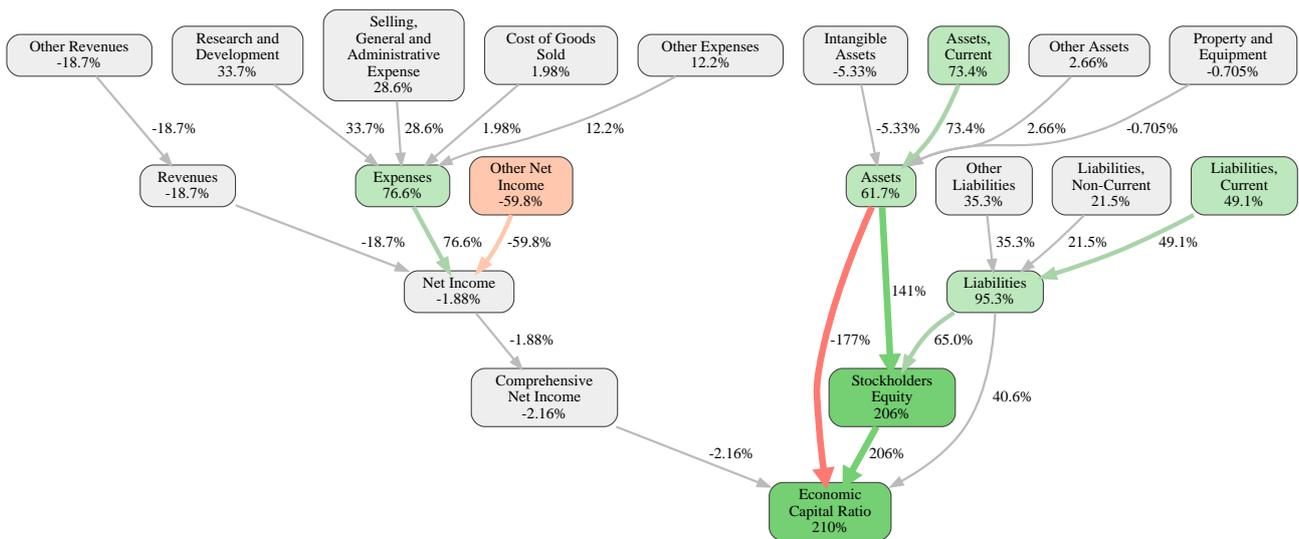 Other Revenues
-18.7%
Research and
Development
33.7%
Selling,
General and
Administrative
Expense
28.6%
Cost of Goods
Sold
1.98%
Other Expenses
12.2%
Intangible
Assets
-5.33%
Assets,
Current
73.4%
Other Assets
2.66%
Property and
Equipment
-0.705%
-18.7%
33.7%
28.6%
1.98%
12.2%
-5.33%
73.4%
2.66%
-0.705%
Revenues
-18.7%
Expenses
76.6%
Other Net
Income
-59.8%
Assets
61.7%
Other
Liabilities
35.3%
Liabilities,
Non-Current
21.5%
Liabilities,
Current
49.1%
-18.7%
76.6%
-59.8%
35.3%
21.5%
49.1%
Net Income
-1.88%
141%
Liabilities
95.3%
-1.88%
-177%
65.0%
Comprehensive
Net Income
-2.16%
Stockholders
Equity
206%
40.6%
-2.16%
206%
Economic
Capital Ratio
210%